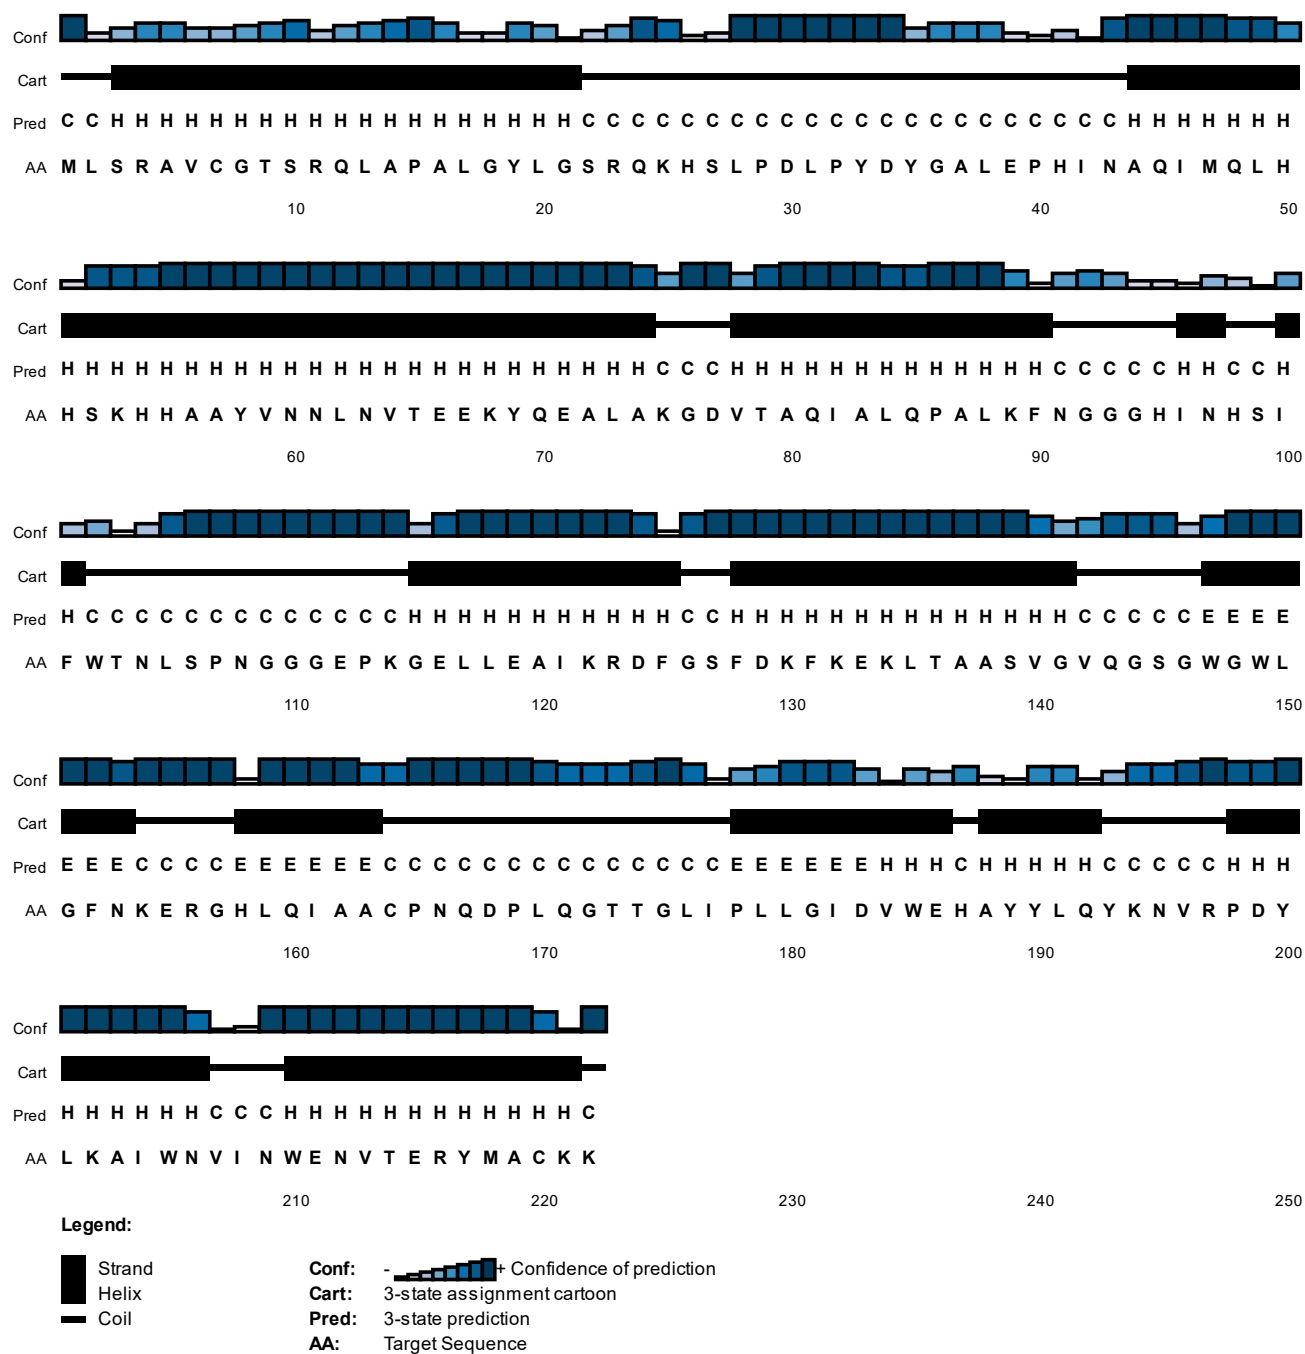 Conf
Cart
Pred C C H H H H H H H H H H H H H H H H H H H C C C C C C C C C C C C C C C C C C C C C C H H H H H H H
AA M L S R A V C G T S R Q L A P A L G Y L G S R Q K H S L P D L P Y D Y G A L E P H I N A Q I M Q L H
10 20 30 40 50
Conf
Cart
Pred H H H H H H H H H H H H H H H H H H H H H H H H C C C H H H H H H H H H H H H H C C C C C H H C C H
AA H S K H H A A Y V N N L N V T E E K Y Q E A L A K G D V T A Q I A L Q P A L K F N G G G H I N H S I
60 70 80 90 100
Conf
Cart
Pred H C C C C C C C C C C C C C H H H H H H H H H H H C C H H H H H H H H H H H H H H C C C C C E E E E
AA F W T N L S P N G G G E P K G E L L E A I K R D F G S F D K F K E K L T A A S V G V Q G S G W G W L
110 120 130 140 150
Conf
Cart
Pred E E E C C C C E E E E E E C C C C C C C C C C C C C C E E E E E E H H H C H H H H H C C C C C H H H
AA G F N K E R G H L Q I A A C P N Q D P L Q G T T G L I P L L G I D V W E H A Y Y L Q Y K N V R P D Y
160 170 180 190 200
Conf
Cart
Pred H H H H H H C C C H H H H H H H H H H H H C
AA L K A I W N V I N W E N V T E R Y M A C K K
210 220 230 240 250
Legend:
Strand
Helix
Coil
Conf: - + Confidence of prediction
Cart: 3-state assignment cartoon
Pred: 3-state prediction
AA: Target Sequence